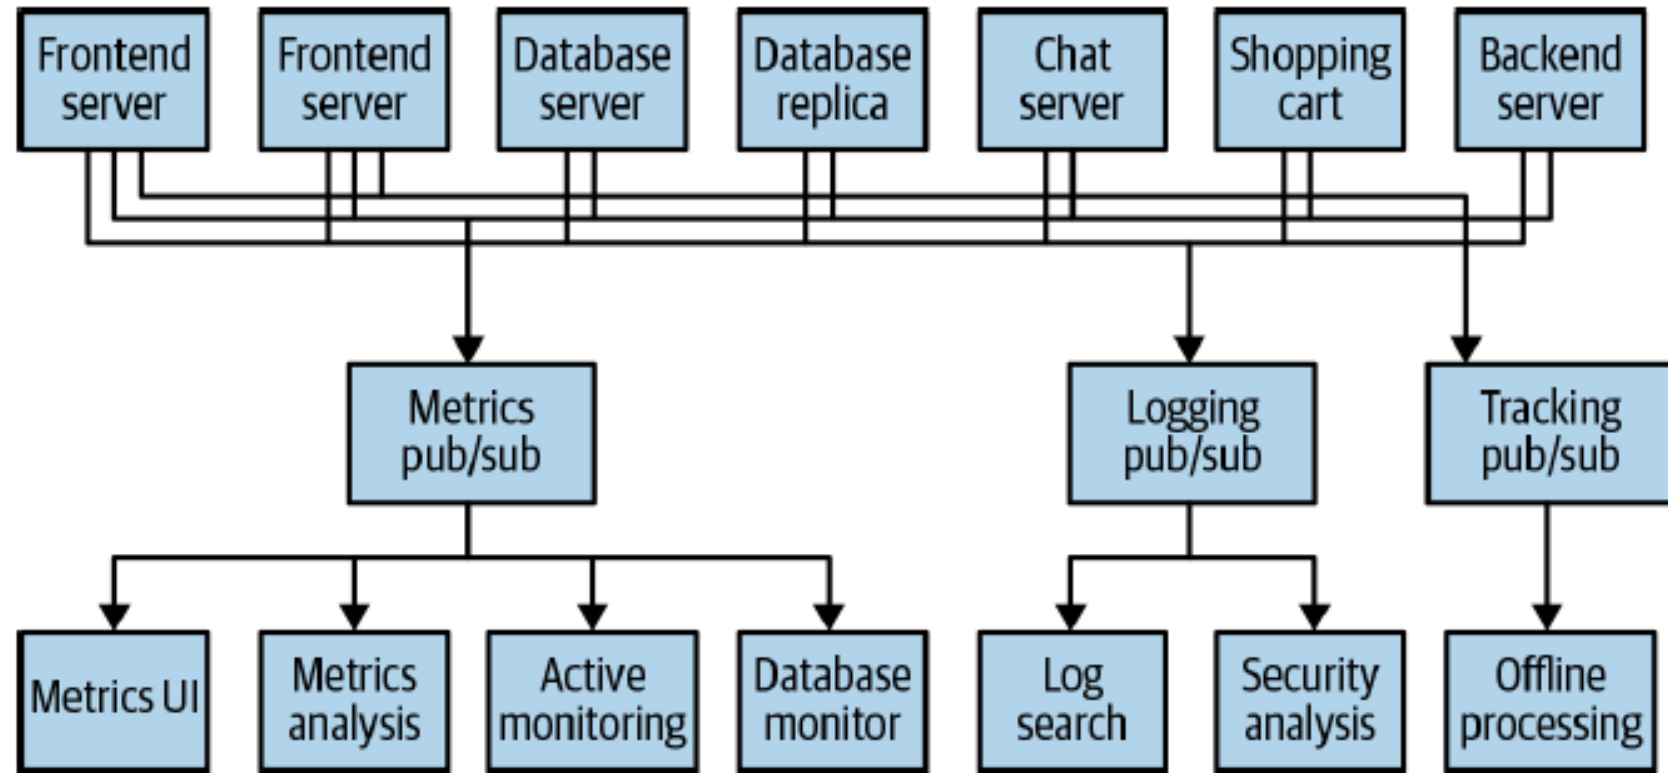 Frontend
server
Frontend
server
Database
server
Database
replica
Chat
server
Shopping
cart
Backend
server
Metrics
pub/sub
Logging
pub/sub
Tracking
pub/sub
Metrics UI
Metrics
analysis
Active
monitoring
Database
monitor
Log
search
Security
analysis
Offline
processing